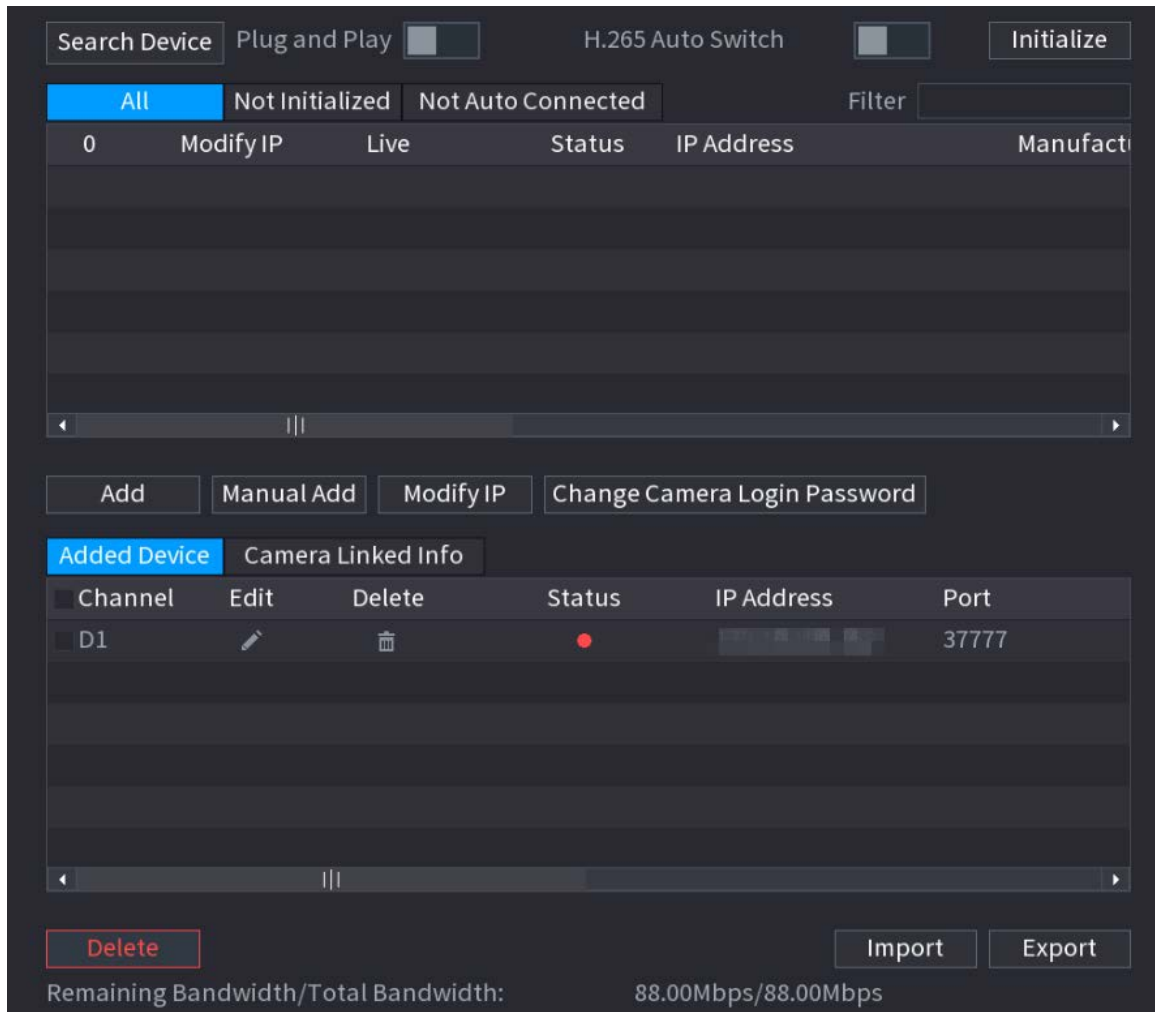 Search Device Plug and Play H.265 Auto Switch Initialize
All Not Initialized Not Auto Connected Filter
0 Modify IP Live Status IP Address
Added Manual Add Modify IP Change Camera Login Password
Added Device Camera Linked Info
Channel Edit Delete Status IP Address Port
D1 37777
Delete Import Export
Remaining Bandwidth/Total Bandwidth: 88.00Mbps/88.00Mbps